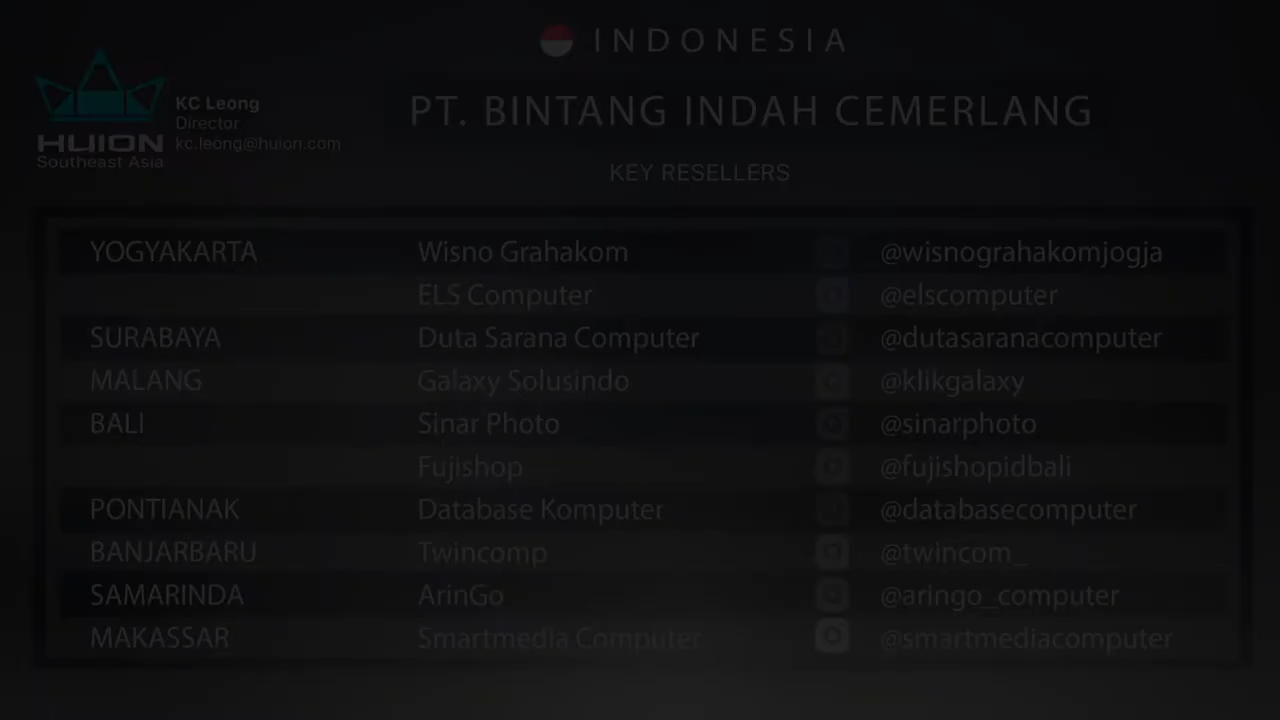 INDONESIA
PT. BINTANG INDAH CEMERLANG
KEY RESELLERS
HUION
Southeast Asia
KC Leong
Director
kc.leong@huion.com
YOGYAKARTA Wisno Grahakom @wisnograhakomjogja
ELS Computer @elscomputer
SURABAYA Duta Sarana Computer @dutasaranacomputer
MALANG Galaxy Solusindo @klikgalaxy
BALI Sinar Photo @sinarphoto
Fujishop @fujishopidbali
PONTIANAK Database Komputer @databasecomputer
BANJARBARU Twincomp @twincom_
SAMARINDA ArinGo @aringo_computer
MAKASSAR Smartmedia Computer @smartmediacomputer